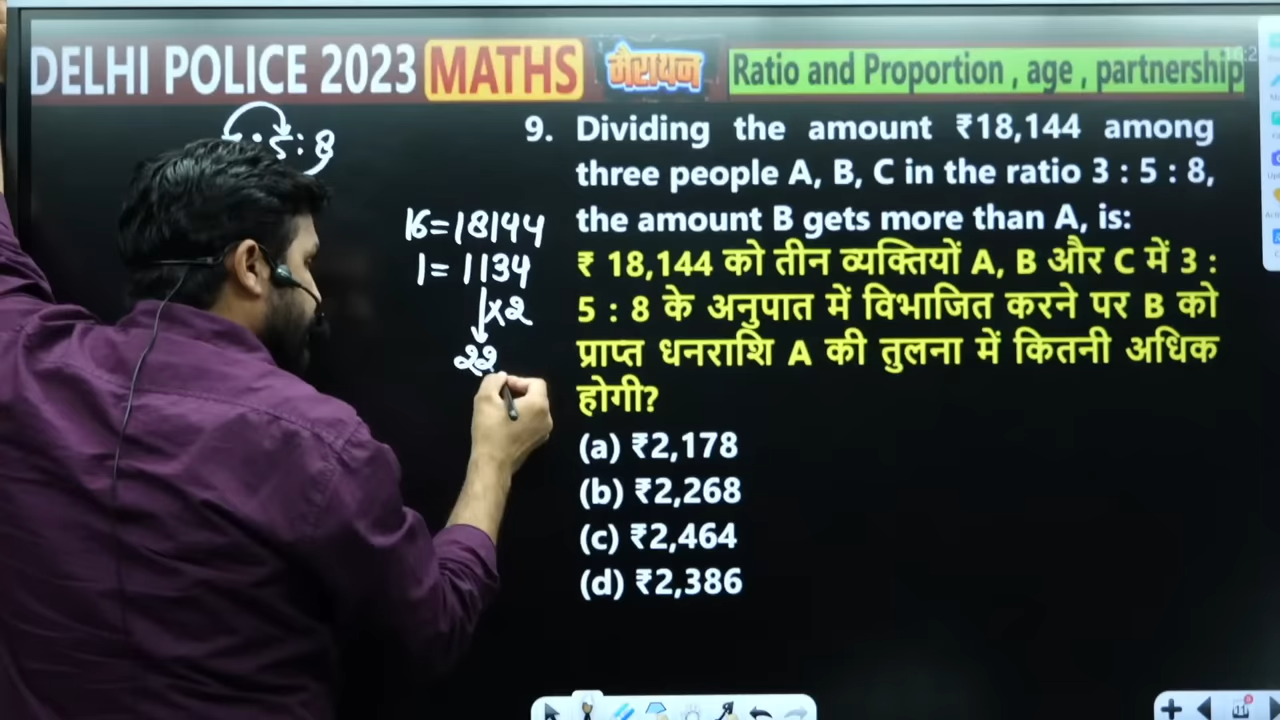 DELHI POLICE 2023 MATHS मैराथन Ratio and Proportion , age , partnership
5 : 8
16=18144
1= 1134
×2
22
9. Dividing the amount ₹18,144 among
three people A, B, C in the ratio 3 : 5 : 8,
the amount B gets more than A, is:
₹ 18,144 को तीन व्यक्तियों A, B और C में 3 :
5 : 8 के अनुपात में विभाजित करने पर B को
प्राप्त धनराशि A की तुलना में कितनी अधिक
होगी?
(a) ₹2,178
(b) ₹2,268
(c) ₹2,464
(d) ₹2,386